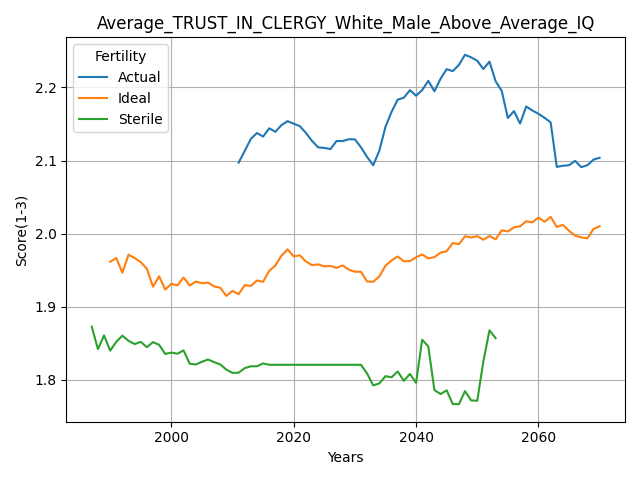 Average_TRUST_IN_CLERGY_White_Male_Above_Average_IQ
Fertility
Actual
Ideal
Sterile
Score(1-3)
2.2
2.1
2.0
1.9
1.8
2000
2020
2040
2060
Years